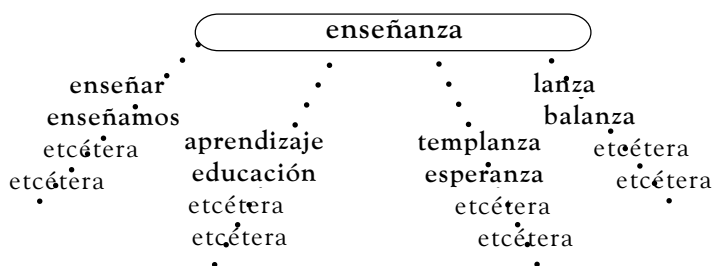 enseñanza
enseñar
enseñamos
etcétera
etcétera
aprendizaje
educación
etcétera
etcétera
templanza
esperanza
etcétera
etcétera
lanza
balanza
etcétera
etcétera